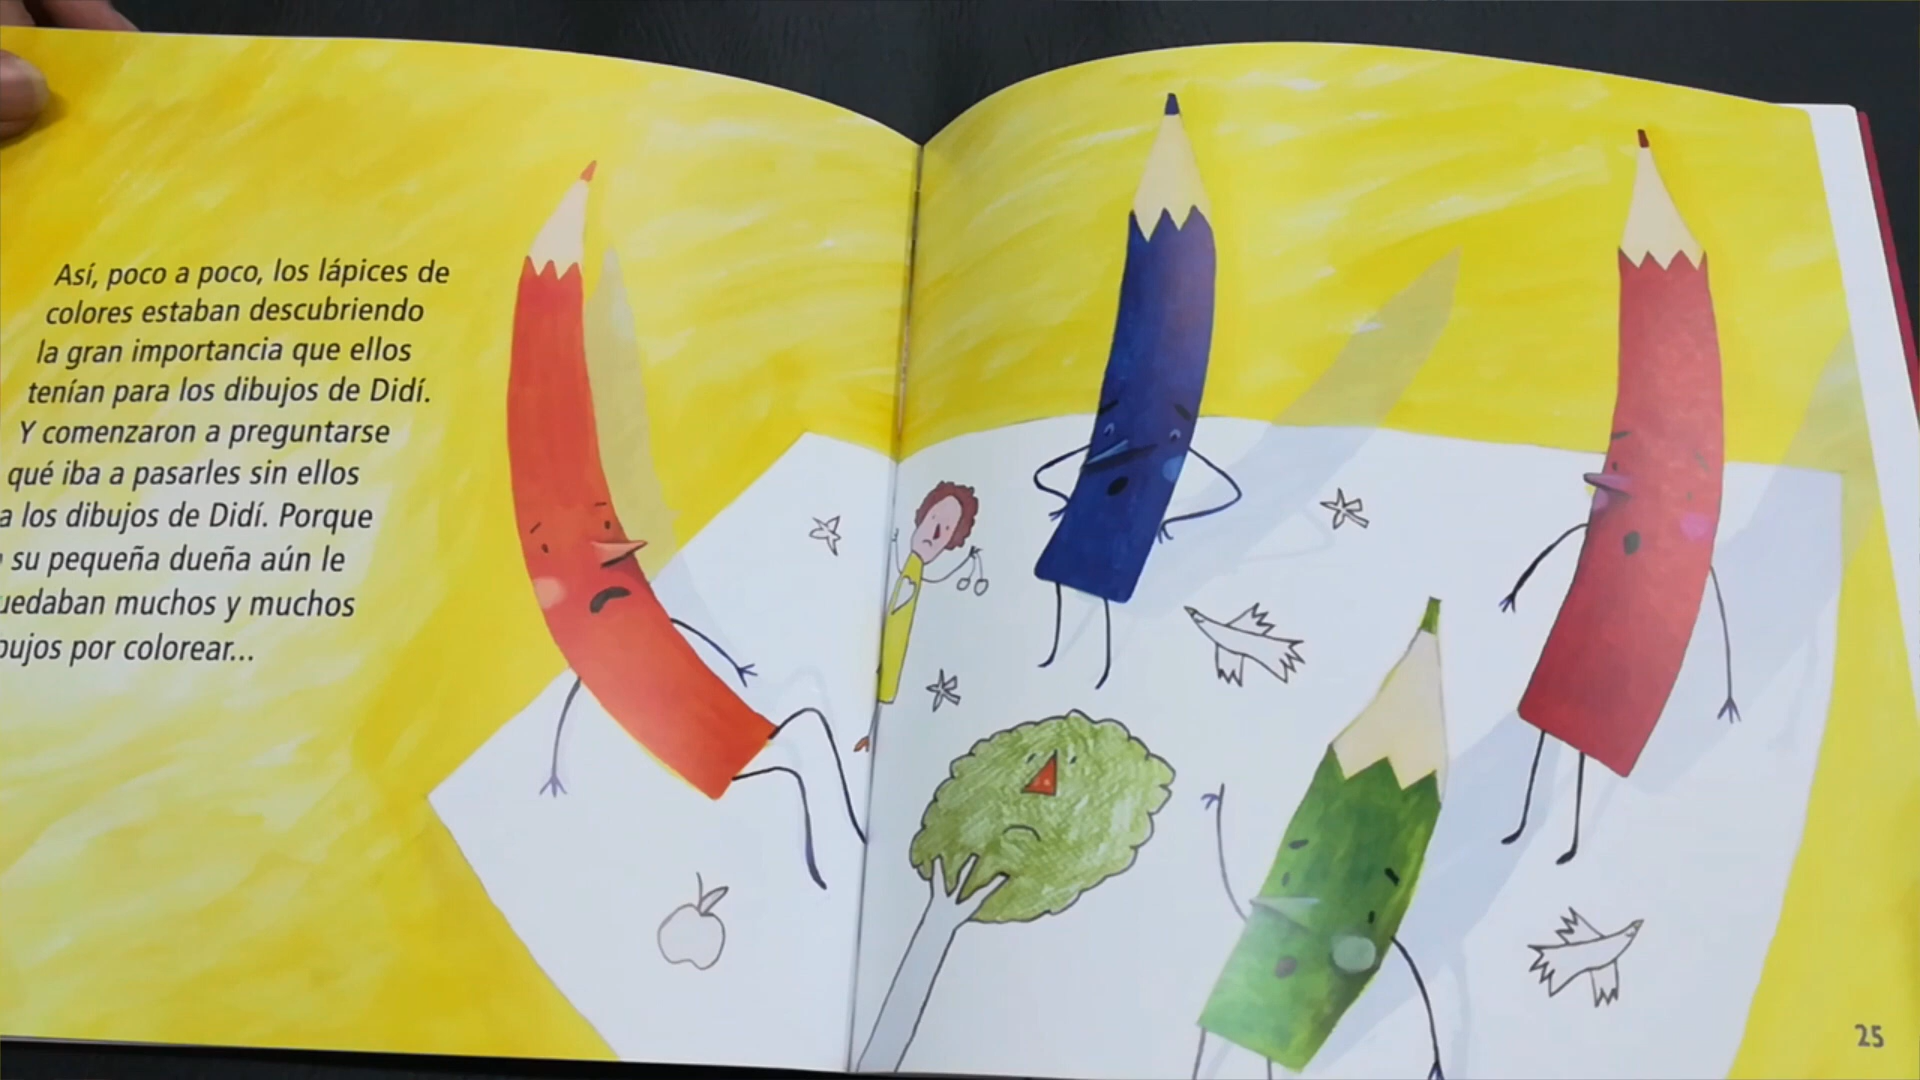 Así, poco a poco, los lápices de
colores estaban descubriendo
la gran importancia que ellos
tenían para los dibujos de Didí.
Y comenzaron a preguntarse
qué iba a pasarles sin ellos
a los dibujos de Didí. Porque
su pequeña dueña aún le
muchos y muchos
por colorear...
25